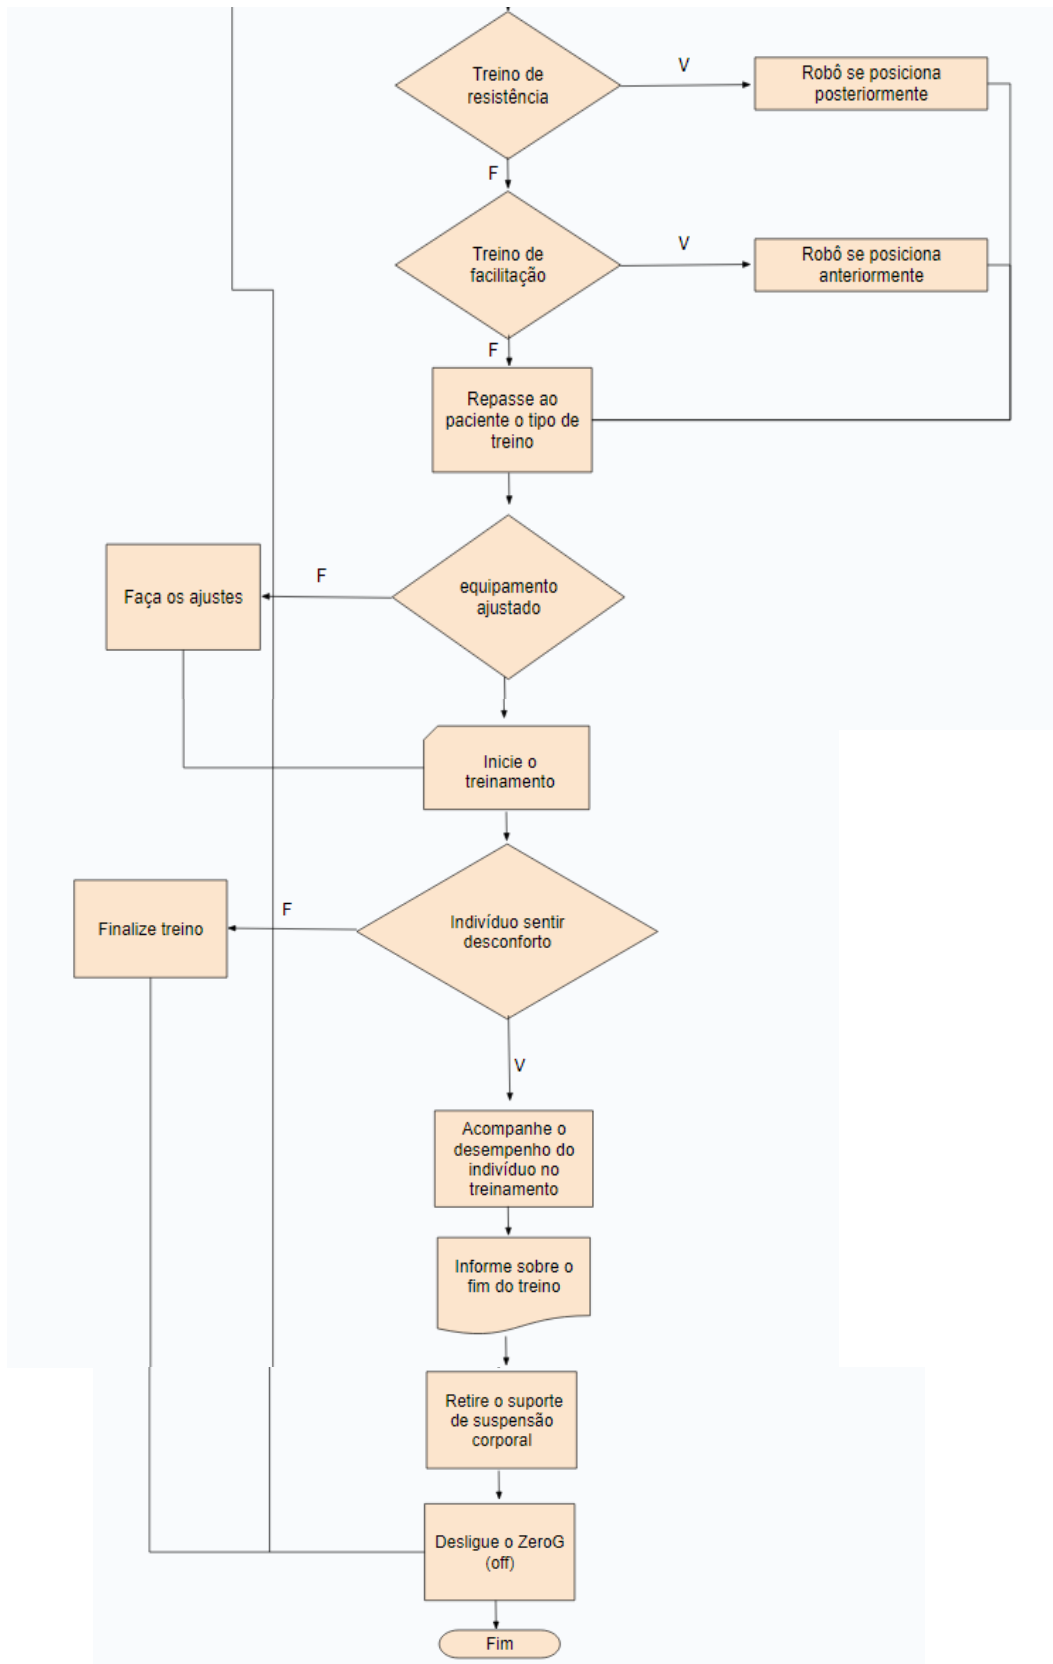 Treino de
resistência
V
Robô se posiciona
posteriormente
F
Treino de
facilitação
V
Robô se posiciona
anteriormente
F
Repasse ao
paciente o tipo de
treino
equipamento
ajustado
F
Faça os ajustes
Inicie o
treinamento
Indivíduo sentir
desconforto
F
Finalize treino
V
Acompanhe o
desempenho do
indivíduo no
treinamento
Informe sobre o
fim do treino
Retire o suporte
de suspensão
corporal
Desligue o ZeroG
(off)
Fim